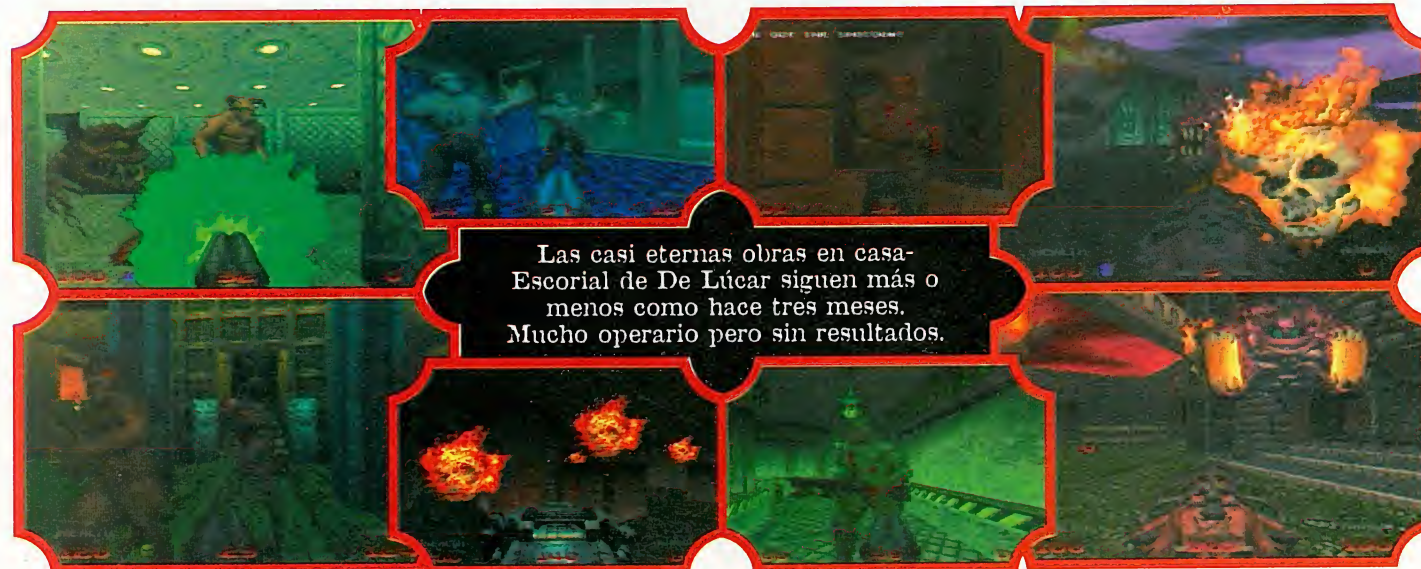 Las casi eternas obras en casa-
Escorial de De Lúcar siguen más o
menos como hace tres meses.
Mucho operario pero sin resultados.